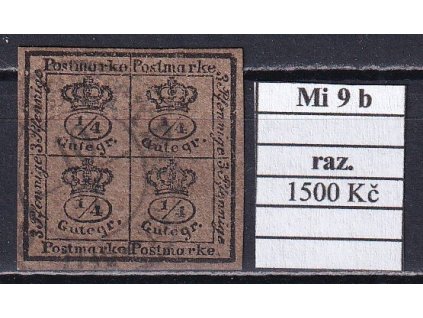 Postmarke Postmarke
3 Pfennige 3 Pfennige
3 Pfennige 3 Pfennige
1/4 1/4
Gutegr. Gutegr.
1/4 1/4
Gutegr. Gutegr.
Postmarke Postmarke
Mi 9 b
raz.
1500 Kč